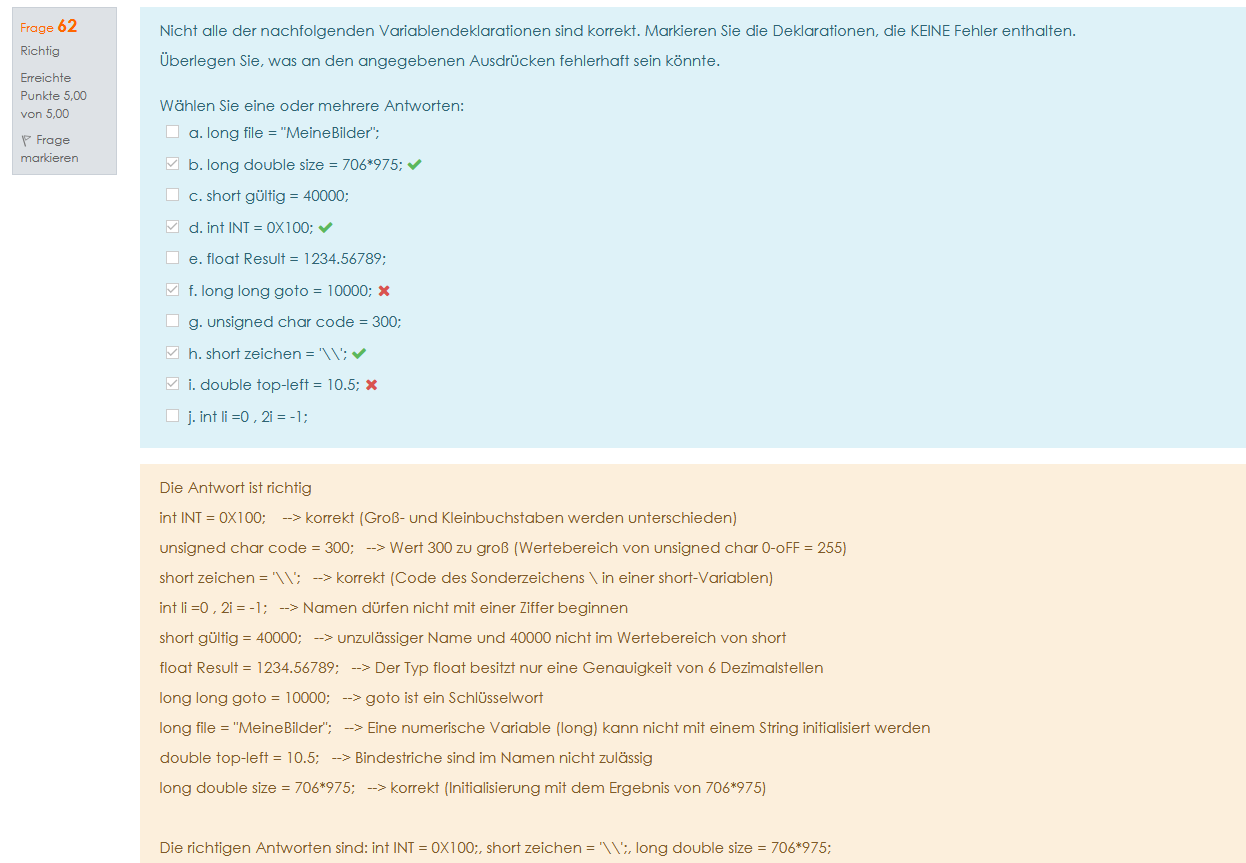 Frage 62
Richtig
Erreichte
Punkte 5,00
von 5,00
Frage
markieren
Nicht alle der nachfolgenden Variablendeklarationen sind korrekt. Markieren Sie die Deklarationen, die KEINE Fehler enthalten.
Überlegen Sie, was an den angegebenen Ausdrücken fehlerhaft sein könnte.
Wählen Sie eine oder mehrere Antworten:
a. long file = "MeineBilder";
b. long double size = 706*975;
c. short gültig = 40000;
d. int INT = 0X100;
e. float Result = 1234.56789;
f. long long goto = 10000;
g. unsigned char code = 300;
h. short zeichen = '\\';
i. double top-left = 10.5;
j. int li =0 , 2i = -1;
Die Antwort ist richtig
int INT = 0X100; --> korrekt (Groß- und Kleinbuchstaben werden unterschieden)
unsigned char code = 300; --> Wert 300 zu groß (Wertebereich von unsigned char 0-oFF = 255)
short zeichen = '\\'; --> korrekt (Code des Sonderzeichens \ in einer short-Variablen)
int li =0 , 2i = -1; --> Namen dürfen nicht mit einer Ziffer beginnen
short gültig = 40000; --> unzulässiger Name und 40000 nicht im Wertebereich von short
float Result = 1234.56789; --> Der Typ float besitzt nur eine Genauigkeit von 6 Dezimalstellen
long long goto = 10000; --> goto ist ein Schlüsselwort
long file = "MeineBilder"; --> Eine numerische Variable (long) kann nicht mit einem String initialisiert werden
double top-left = 10.5; --> Bindestriche sind im Namen nicht zulässig
long double size = 706*975; --> korrekt (Initialisierung mit dem Ergebnis von 706*975)
Die richtigen Antworten sind: int INT = 0X100;, short zeichen = '\\';, long double size = 706*975;